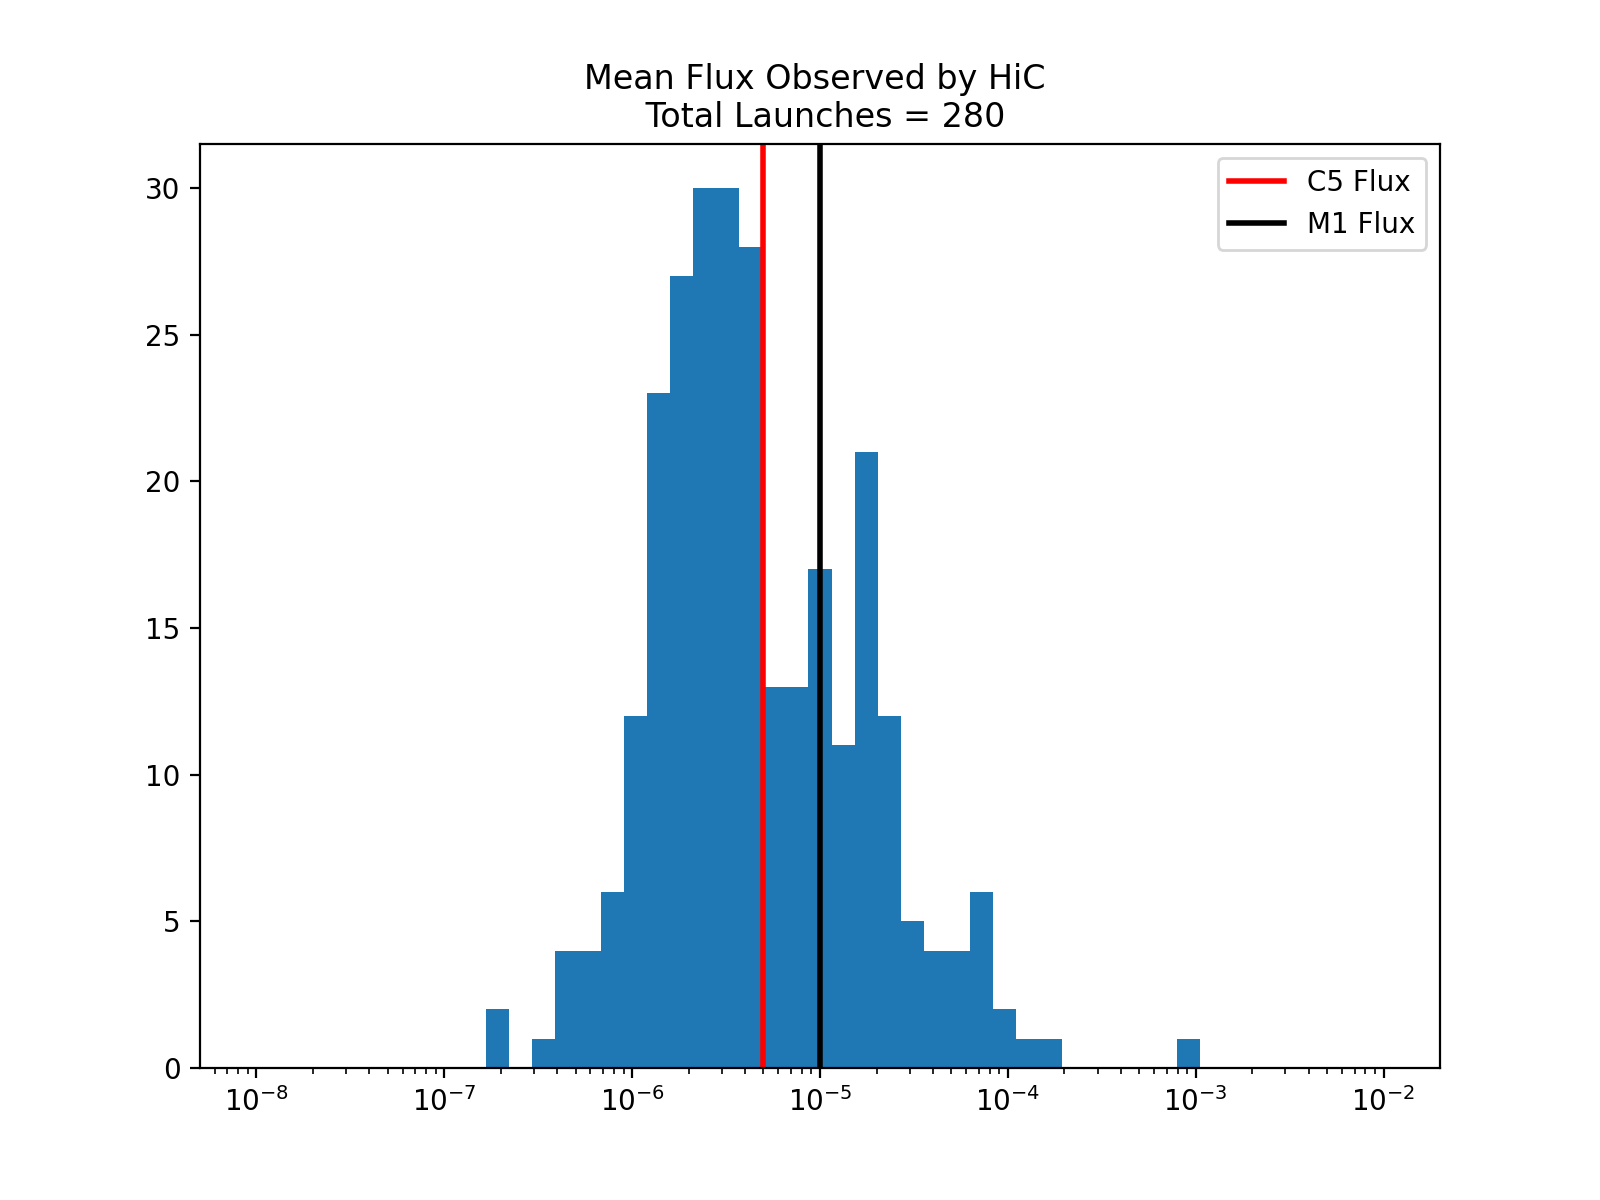 Mean Flux Observed by HiC
Total Launches = 280
C5 Flux
M1 Flux
30
25
20
15
10
5
0
10⁻⁸ 10⁻⁷ 10⁻⁶ 10⁻⁵ 10⁻⁴ 10⁻³ 10⁻²